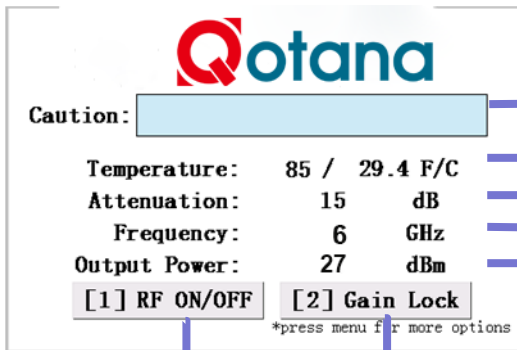 Qotana
Caution:
Temperature: 85 / 29.4 F/C
Attenuation: 15 dB
Frequency: 6 GHz
Output Power: 27 dBm
[1] RF ON/OFF [2] Gain Lock
*press menu for more options